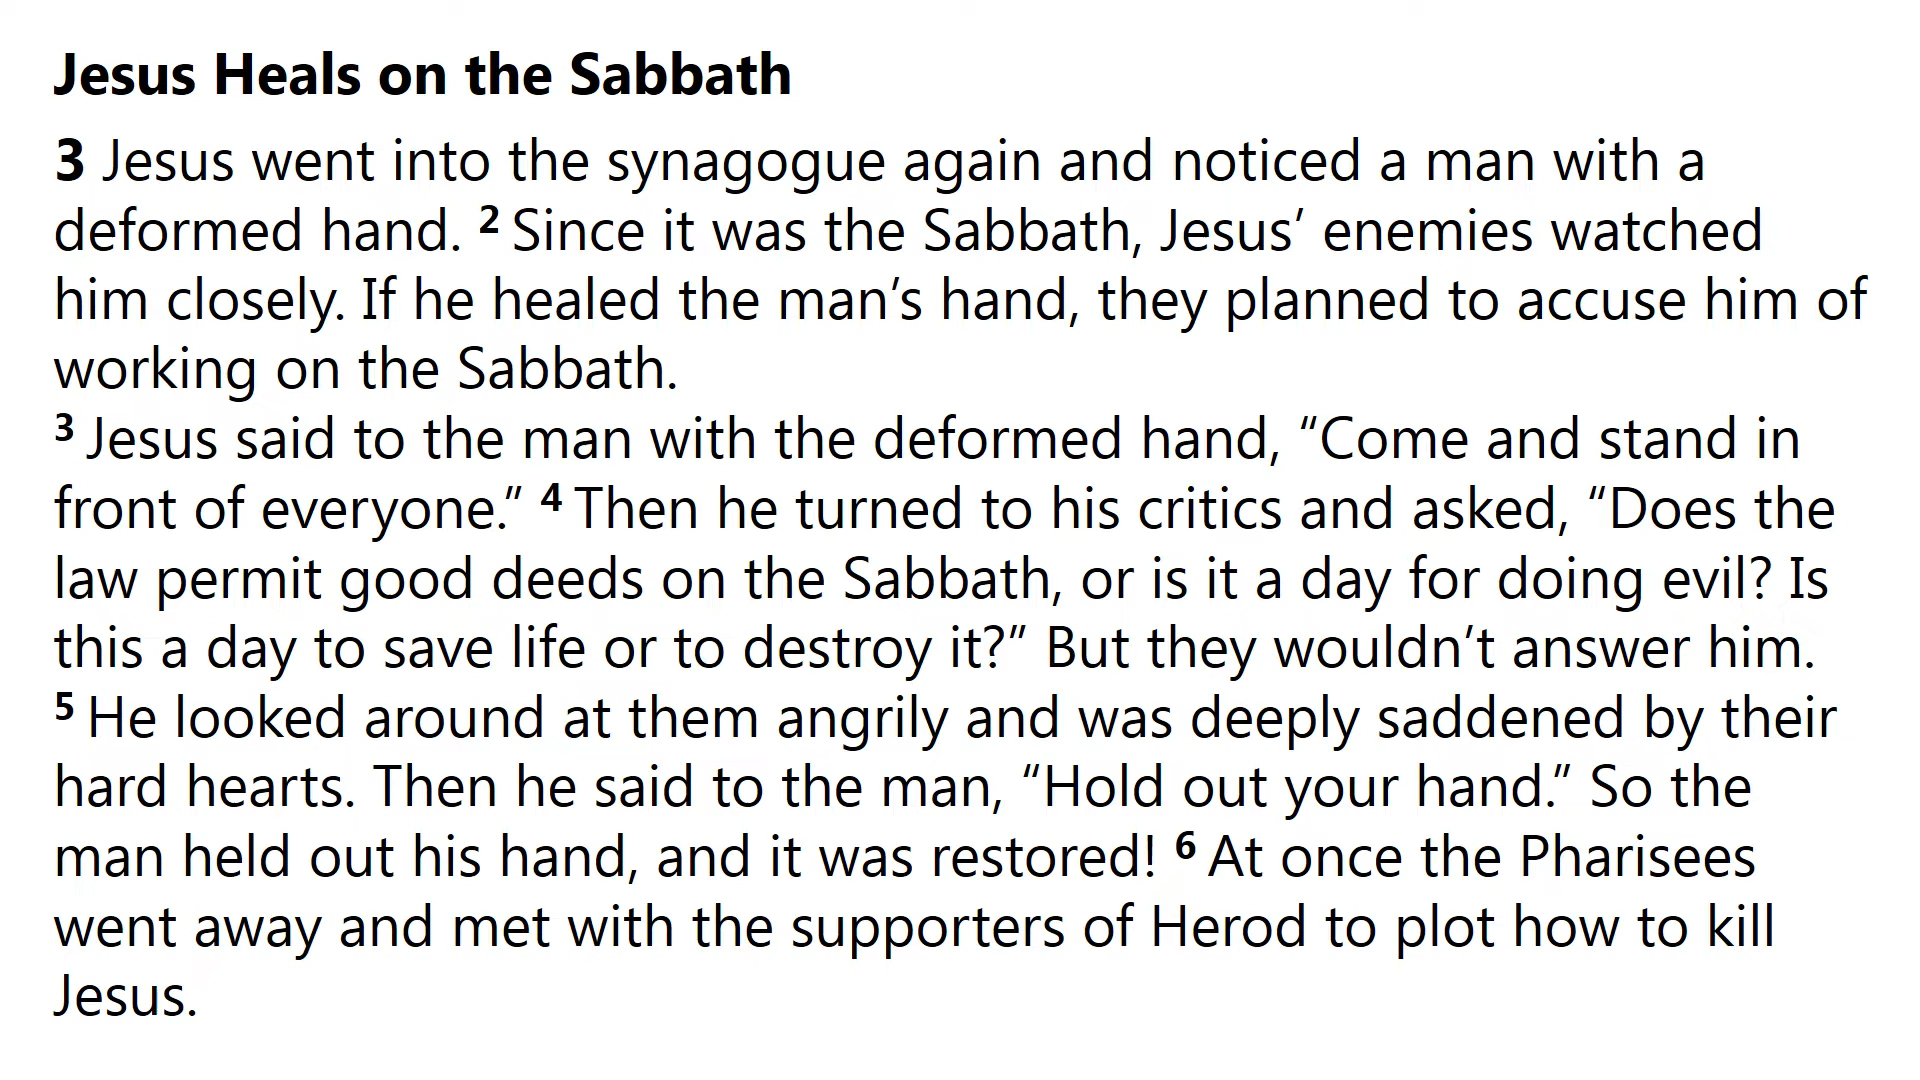 Jesus Heals on the Sabbath
3 Jesus went into the synagogue again and noticed a man with a
deformed hand. 2 Since it was the Sabbath, Jesus’ enemies watched
him closely. If he healed the man’s hand, they planned to accuse him of
working on the Sabbath.
3 Jesus said to the man with the deformed hand, “Come and stand in
front of everyone.” 4 Then he turned to his critics and asked, “Does the
law permit good deeds on the Sabbath, or is it a day for doing evil? Is
this a day to save life or to destroy it?” But they wouldn’t answer him.
5 He looked around at them angrily and was deeply saddened by their
hard hearts. Then he said to the man, “Hold out your hand.” So the
man held out his hand, and it was restored! 6 At once the Pharisees
went away and met with the supporters of Herod to plot how to kill
Jesus.